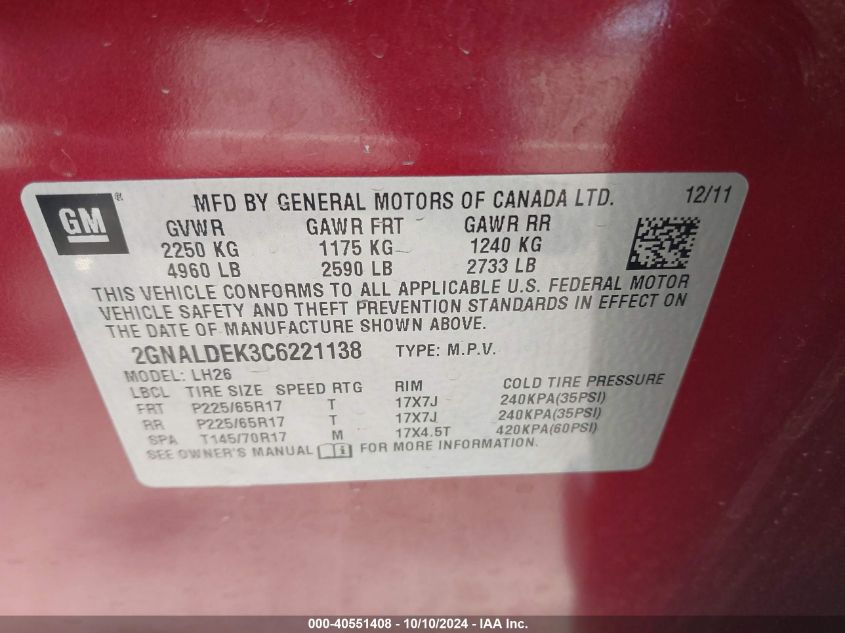 GM ®
MFD BY GENERAL MOTORS OF CANADA LTD. 12/11
GVWR GAWR FRT GAWR RR
2250 KG 1175 KG 1240 KG
4960 LB 2590 LB 2733 LB
THIS VEHICLE CONFORMS TO ALL APPLICABLE U.S. FEDERAL MOTOR
VEHICLE SAFETY AND THEFT PREVENTION STANDARDS IN EFFECT ON
THE DATE OF MANUFACTURE SHOWN ABOVE.
2GNALDEK3C6221138 TYPE: M.P.V.
MODEL: LH26
LBCL TIRE SIZE SPEED RTG RIM COLD TIRE PRESSURE
FRT P225/65R17 T 17X7J 240KPA(35PSI)
RR P225/65R17 T 17X7J 240KPA(35PSI)
SPA T145/70R17 M 17X4.5T 420KPA(60PSI)
SEE OWNER'S MANUAL i FOR MORE INFORMATION.
000-40551408 - 10/10/2024 - IAA Inc.